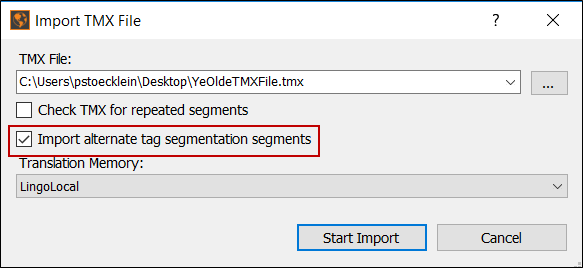 Import TMX File
?
TMX File:
C:\Users\pstoecklein\Desktop\YeOldeTMXFile.tmx
...
Check TMX for repeated segments
Import alternate tag segmentation segments
Translation Memory:
LingoLocal
Start Import Cancel